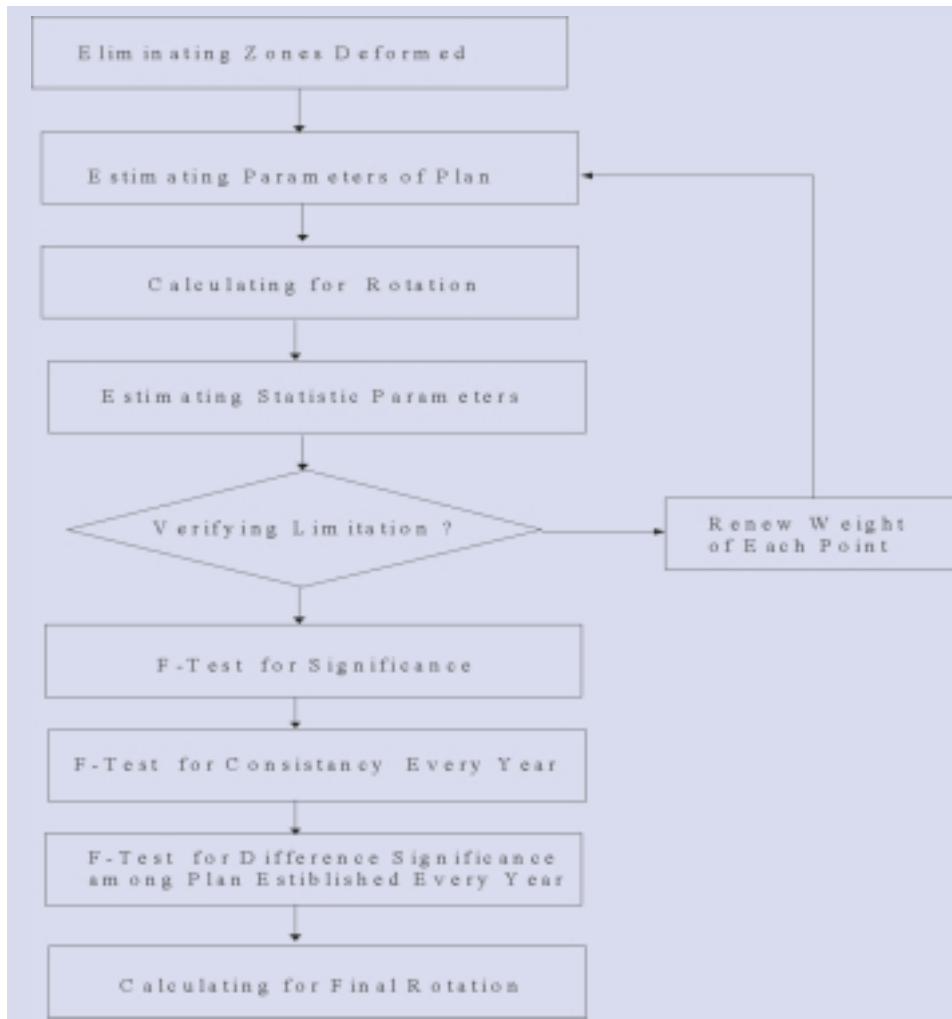 Eliminating Zones Deformed
Estimating Parameters of Plan
Calculating for Rotation
Estimating Statistic Parameters
Verifying Limitation ?
Renew Weight
of Each Point
F-Test for Significance
F-Test for Consistancy Every Year
F-Test for Difference Significance
among Plan Estiblished Every Year
Calculating for Final Rotation